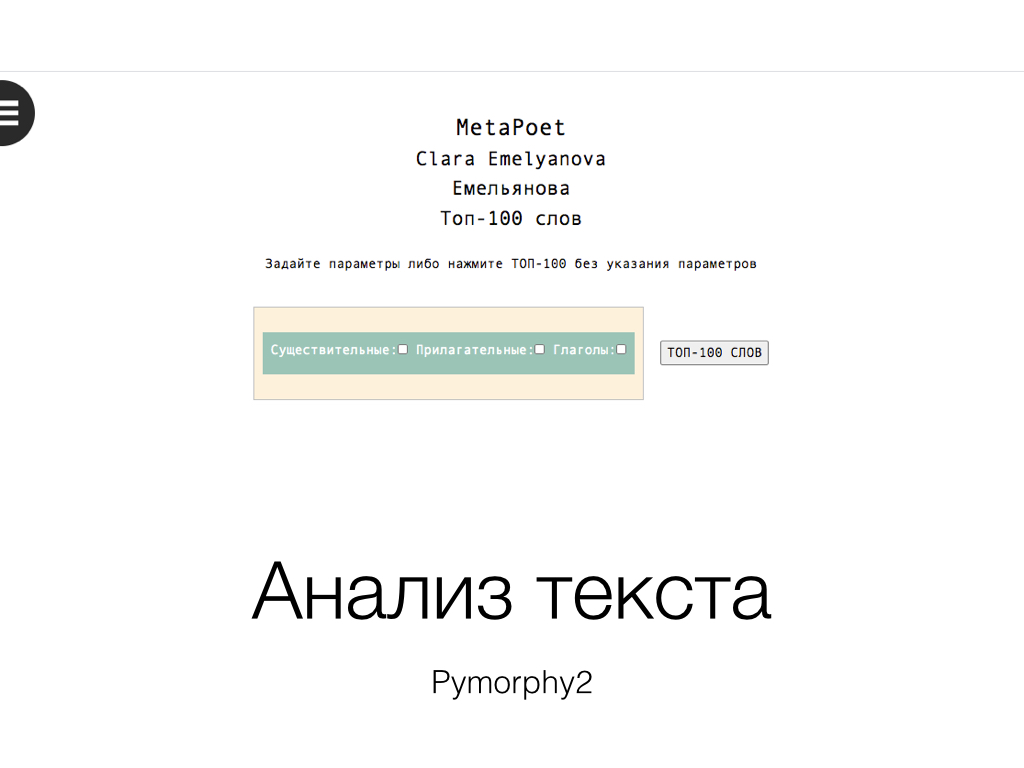 MetaPoet
Clara Emelyanova
Емельянова
Топ-100 слов
Задайте параметры либо нажмите ТОП-100 без указания параметров
Существительные: Прилагательные: Глаголы: ТОП-100 СЛОВ
Анализ текста
Pymorphy2